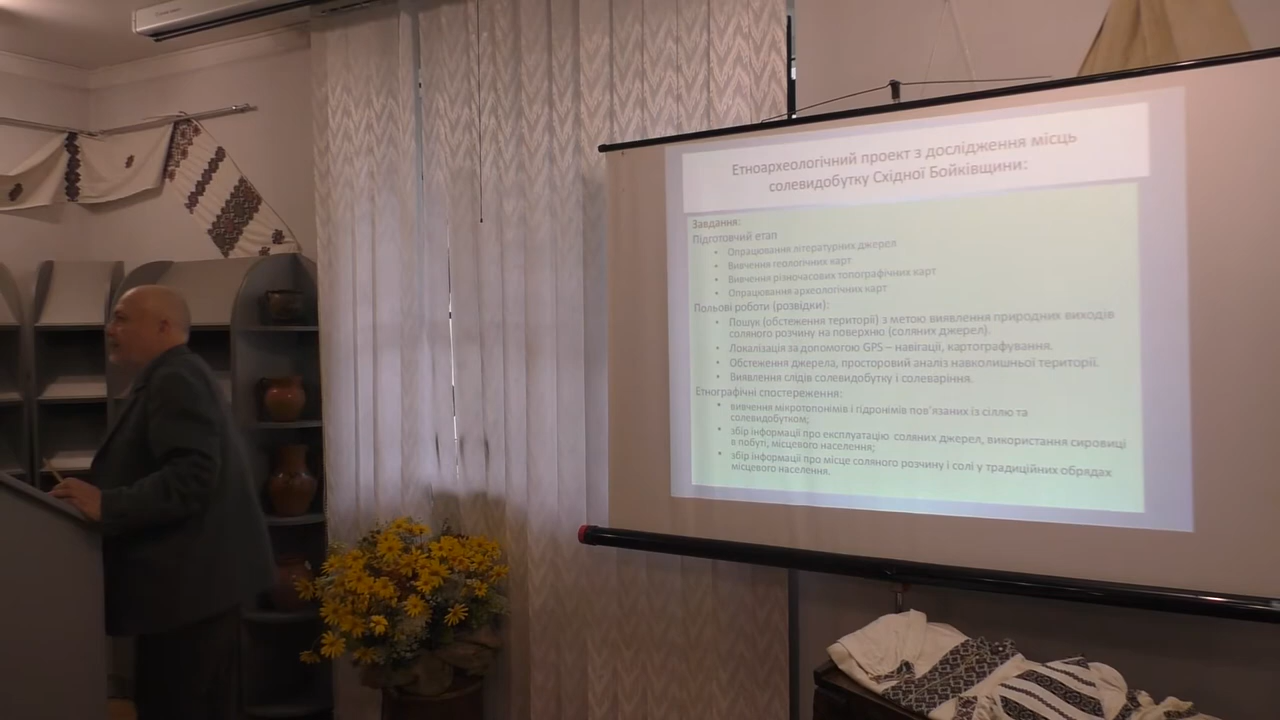 Етноархеологічний проект з дослідження місць
солевидобутку Східної Бойківщини:
Завдання:
Підготовчий етап
• Опрацювання літературних джерел
• Вивчення геологічних карт
• Вивчення різночасових топографічних карт
• Опрацювання археологічних карт
Польові роботи (розвідки):
• Пошук (обстеження території) з метою виявлення природних виходів
соляного розчину на поверхню (соляних джерел).
• Локалізація за допомогою GPS – навігації, картографування.
• Обстеження джерела, просторовий аналіз навколишньої території.
• Виявлення слідів солевидобутку і солеваріння.
Етнографічні спостереження:
• вивчення мікротопонімів і гідронімів пов'язаних із сіллю та
солевидобутком;
• збір інформації про експлуатацію соляних джерел, використання сировиці
в побуті, місцевого населення;
• збір інформації про місце соляного розчину і солі у традиційних обрядах
місцевого населення.